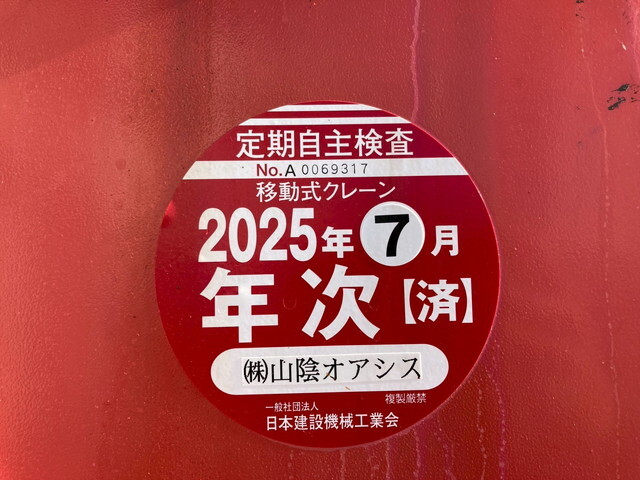 定期自主検査
No.A 0069317
移動式クレーン
2025年7月
年次【済】
㈱山陰オアシス
複製厳禁
一般社団法人
日本建設機械工業会